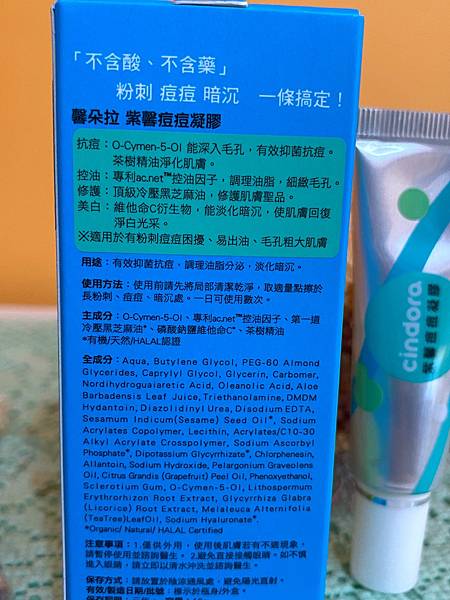 「不含酸、不含藥」
粉刺 痘痘 暗沉 一條搞定！
馨朵拉 紫馨痘痘凝膠
抗痘：O-Cymen-5-Ol 能深入毛孔，有效抑菌抗痘。
茶樹精油淨化肌膚。
控油：專利ac.net™控油因子，調理油脂，細緻毛孔。
修護：頂級冷壓黑芝麻油，修護肌膚聖品。
美白：維他命C衍生物，能淡化暗沉，使肌膚回復
淨白光采。
※適用於有粉刺痘痘困擾、易出油、毛孔粗大肌膚
用途：有效抑菌抗痘，調理油脂分泌，淡化暗沉。
使用方法：使用前請先將局部清潔乾淨，取適量點擦於
長粉刺、痘痘、暗沉處。一日可使用數次。
主成分：O-Cymen-5-Ol、專利ac.net™控油因子、第一道
冷壓黑芝麻油*、磷酸鈉鹽維他命C*、茶樹精油
*有機/天然/HALAL認證
全成分：Aqua, Butylene Glycol, PEG-60 Almond
Glycerides, Caprylyl Glycol, Glycerin, Carbomer,
Nordihydroguaiaretic Acid, Oleanolic Acid, Aloe
Barbadensis Leaf Juice, Triethanolamine, DMDM
Hydantoin, Diazolidinyl Urea, Disodium EDTA,
Sesamum Indicum(Sesame) Seed Oil*, Sodium
Acrylates Copolymer, Lecithin, Acrylates/C10-30
Alkyl Acrylate Crosspolymer, Sodium Ascorbyl
Phosphate*, Dipotassium Glycyrrhizate*, Chlorphenesin,
Allantoin, Sodium Hydroxide, Pelargonium Graveolens
Oil, Citrus Grandis (Grapefruit) Peel Oil, Phenoxyethanol,
Sclerotium Gum, O-Cymen-5-Ol, Lithospermum
Erythrorhizon Root Extract, Glycyrrhiza Glabra
(Licorice) Root Extract, Melaleuca Alternifolia
(TeaTree)LeafOil, Sodium Hyaluronate*.
*Organic/ Natural/ HALAL Certified
注意事項：1.僅供外用，使用後肌膚若有不適現象，
請暫停使用並諮詢醫生。 2.避免直接接觸眼睛。如不慎
進入眼睛，請立即以清水沖洗並諮詢醫生。
保存方式：請放置於陰涼通風處，避免陽光直射。
有效/製造日期/批號：標示於瓶身/外盒。
cindora
紫馨痘痘凝膠